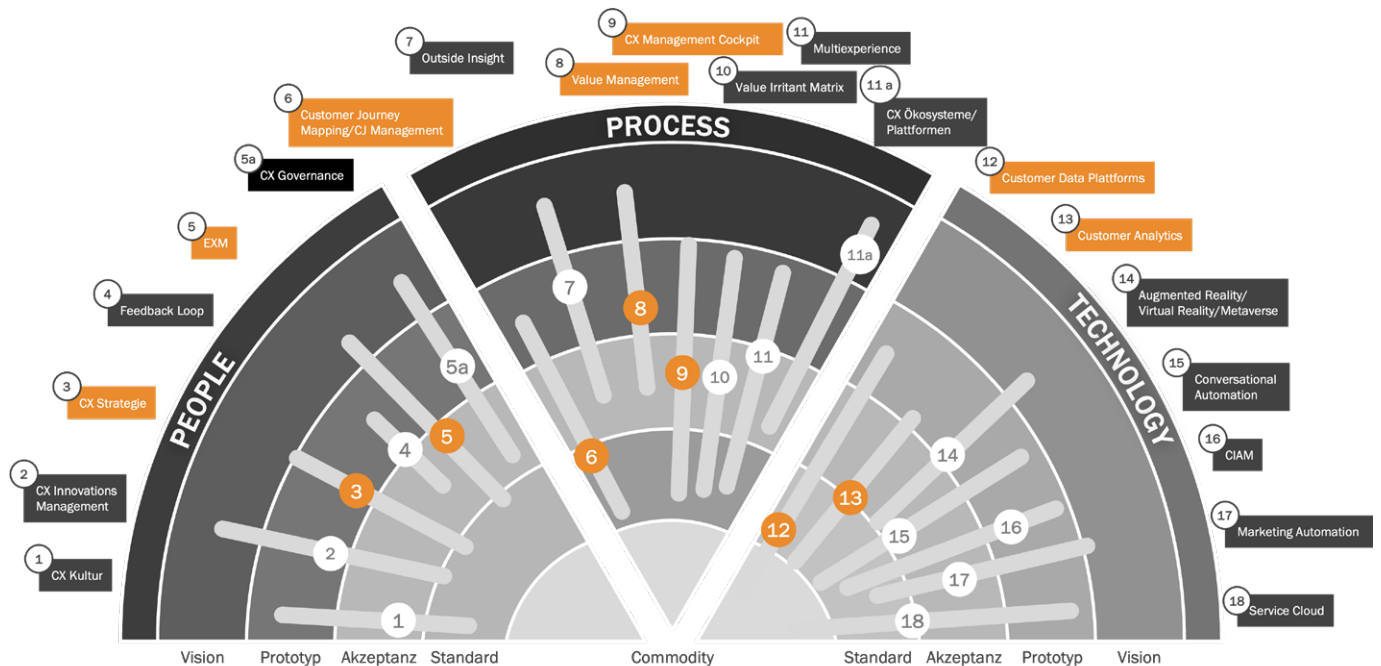 9
CX Management Cockpit
11
Multiexperience
7
Outside Insight
8
Value Management
10
Value Irritant Matrix
11 a
CX Ökosysteme/
Plattformen
6
Customer Journey
Mapping/CJ Management
5a
CX Governance
12
Customer Data Plattforms
5
EXM
13
Customer Analytics
4
Feedback Loop
14
Augmented Reality/
Virtual Reality/Metaverse
3
CX Strategie
15
Conversational
Automation
2
CX Innovations
Management
16
CIAM
1
CX Kultur
17
Marketing Automation
18
Service Cloud
PEOPLE
PROCESS
TECHNOLOGY
1
2
3
4
5
5a
6
7
8
9
10
11
11a
12
13
14
15
16
17
18
Vision
Prototyp
Akzeptanz
Standard
Commodity
Standard
Akzeptanz
Prototyp
Vision